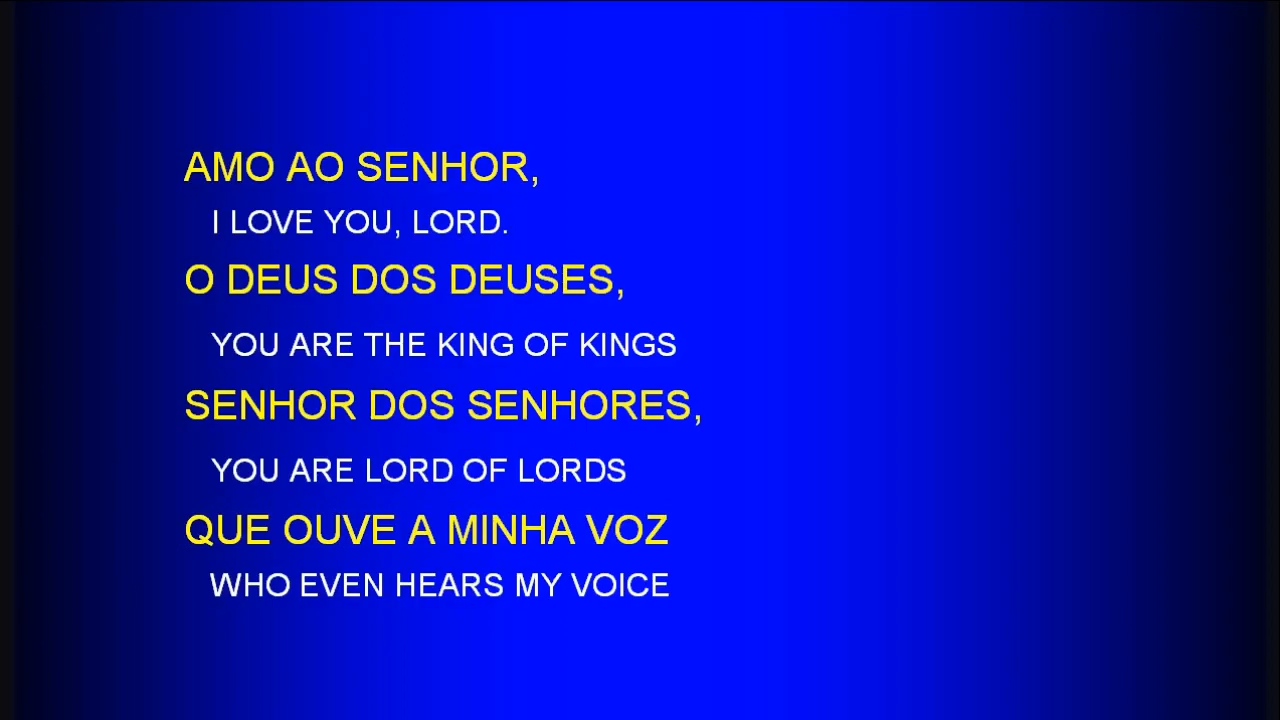 AMO AO SENHOR,
I LOVE YOU, LORD.
O DEUS DOS DEUSES,
YOU ARE THE KING OF KINGS
SENHOR DOS SENHORES,
YOU ARE LORD OF LORDS
QUE OUVE A MINHA VOZ
WHO EVEN HEARS MY VOICE